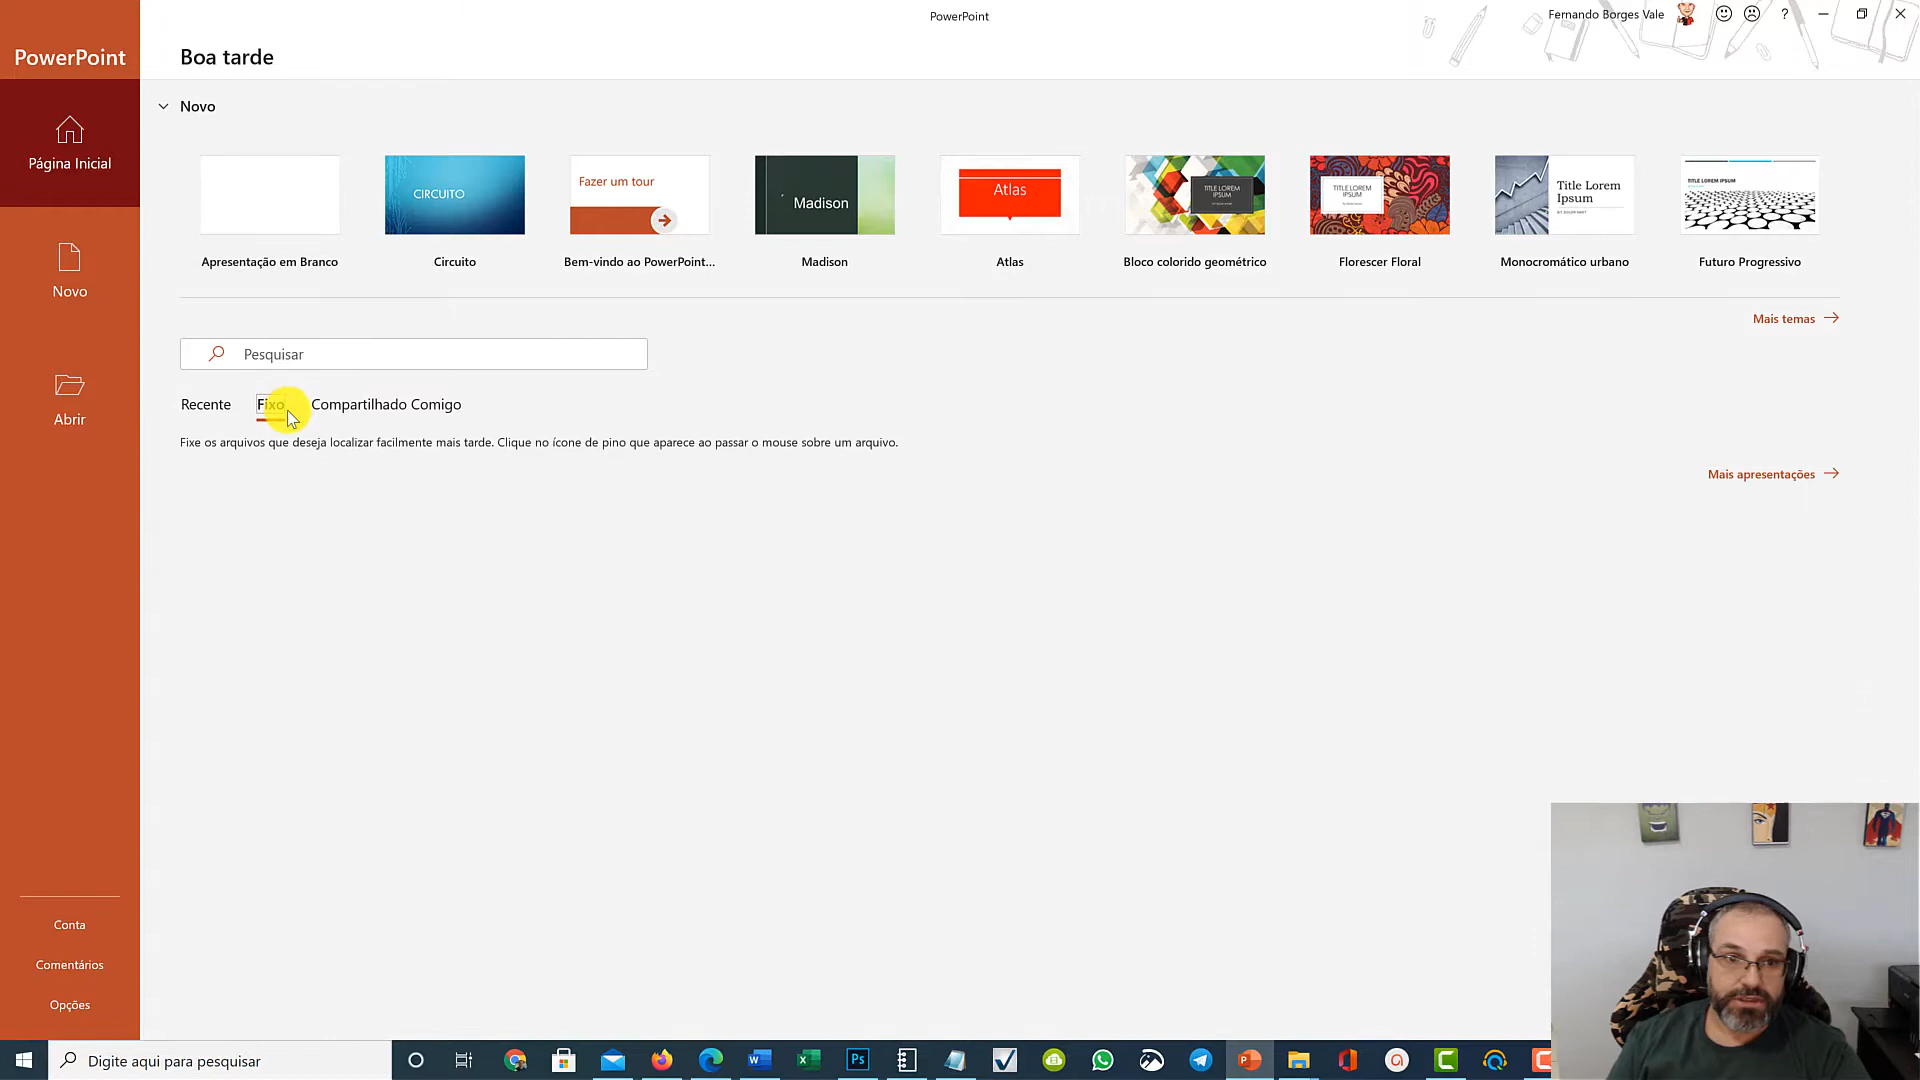 PowerPoint
Fernando Borges Vale
?
PowerPoint
Boa tarde
Novo
Página Inicial
Novo
Abrir
CIRCUITO
Fazer um tour
Madison
Atlas
TITLE LOREM
IPSUM
TITLE LOREM
IPSUM
Title Lorem
Ipsum
TITLE LOREM IPSUM
Apresentação em Branco
Circuito
Bem-vindo ao PowerPoint...
Madison
Atlas
Bloco colorido geométrico
Florescer Floral
Monocromático urbano
Futuro Progressivo
Mais temas
Pesquisar
Recente
Fixo
Compartilhado Comigo
Fixe os arquivos que deseja localizar facilmente mais tarde. Clique no ícone de pino que aparece ao passar o mouse sobre um arquivo.
Mais apresentações
Conta
Comentários
Opções
Digite aqui para pesquisar
Ps